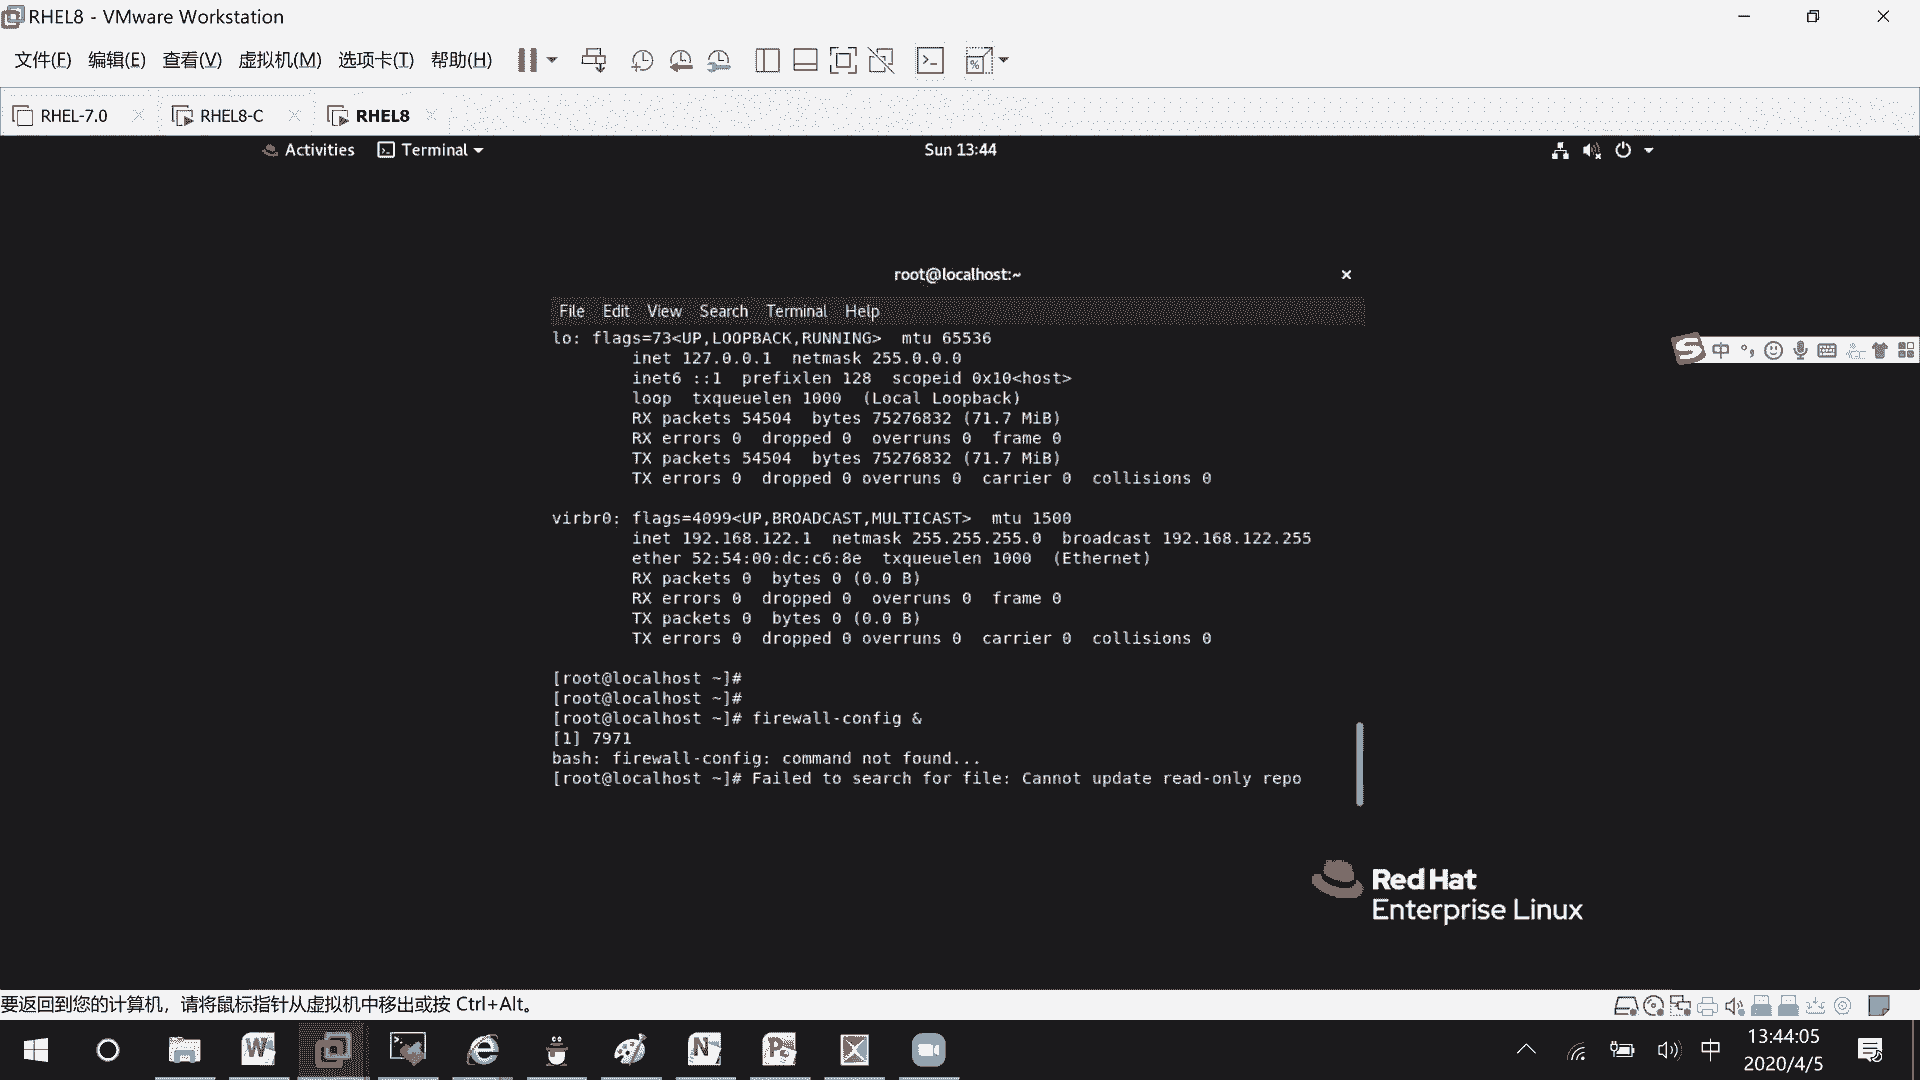 RHEL8 - VMware Workstation
文件(F) 编辑(E) 查看(V) 虚拟机(M) 选项卡(T) 帮助(H)
RHEL-7.0 RHEL8-C RHEL8
Activities Terminal Sun 13:44
root@localhost:~
File Edit View Search Terminal Help
lo: flags=73<UP,LOOPBACK,RUNNING>  mtu 65536
        inet 127.0.0.1  netmask 255.0.0.0
        inet6 ::1  prefixlen 128  scopeid 0x10<host>
        loop  txqueuelen 1000  (Local Loopback)
        RX packets 54504  bytes 75276832 (71.7 MiB)
        RX errors 0  dropped 0  overruns 0  frame 0
        TX packets 54504  bytes 75276832 (71.7 MiB)
        TX errors 0  dropped 0 overruns 0  carrier 0  collisions 0
virbr0: flags=4099<UP,BROADCAST,MULTICAST>  mtu 1500
        inet 192.168.122.1  netmask 255.255.255.0  broadcast 192.168.122.255
        ether 52:54:00:dc:c6:8e  txqueuelen 1000  (Ethernet)
        RX packets 0  bytes 0 (0.0 B)
        RX errors 0  dropped 0  overruns 0  frame 0
        TX packets 0  bytes 0 (0.0 B)
        TX errors 0  dropped 0 overruns 0  carrier 0  collisions 0
[root@localhost ~]#
[root@localhost ~]#
[root@localhost ~]# firewall-config &
[1] 7971
bash: firewall-config: command not found...
[root@localhost ~]# Failed to search for file: Cannot update read-only repo
中
Red Hat
Enterprise Linux
要返回到您的计算机，请将鼠标指针从虚拟机中移出或按 Ctrl+Alt。
中 13:44:05
2020/4/5